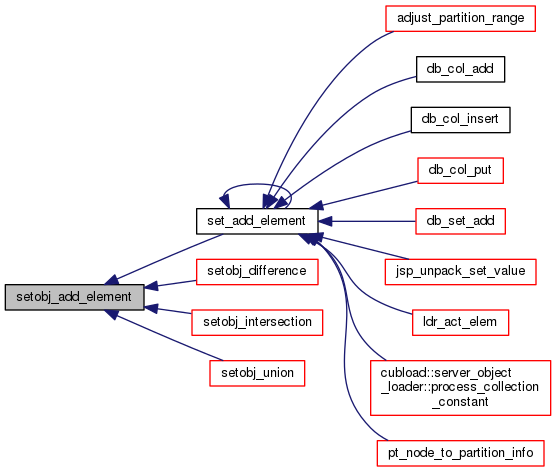 adjust_partition_range
db_col_add
db_col_insert
db_col_put
set_add_element
db_set_add
setobj_difference
jsp_unpack_set_value
setobj_add_element
setobj_intersection
ldr_act_elem
setobj_union
cubload::server_object
_loader::process_collection
_constant
pt_node_to_partition_info